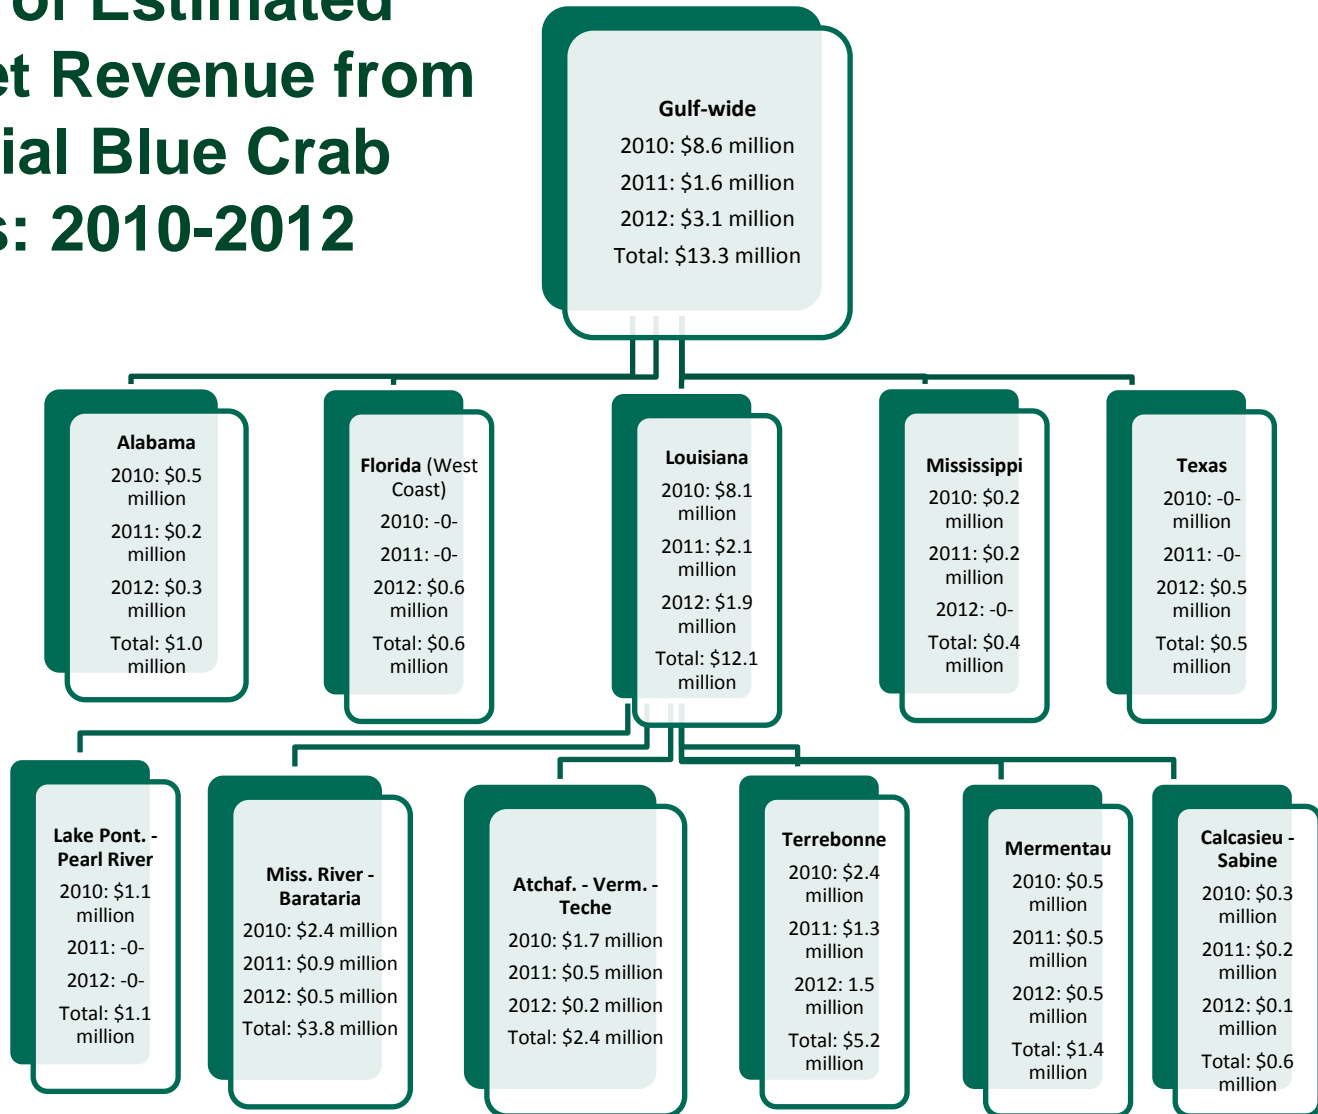 of Estimated
et Revenue from
ial Blue Crab
s: 2010-2012
Gulf-wide
2010: $8.6 million
2011: $1.6 million
2012: $3.1 million
Total: $13.3 million
Alabama
2010: $0.5
million
2011: $0.2
million
2012: $0.3
million
Total: $1.0
million
Florida (West
Coast)
2010: -0-
2011: -0-
2012: $0.6
million
Total: $0.6
million
Louisiana
2010: $8.1
million
2011: $2.1
million
2012: $1.9
million
Total: $12.1
million
Mississippi
2010: $0.2
million
2011: $0.2
million
2012: -0-
Total: $0.4
million
Texas
2010: -0-
million
2011: -0-
2012: $0.5
million
Total: $0.5
million
Lake Pont. -
Pearl River
2010: $1.1
million
2011: -0-
2012: -0-
Total: $1.1
million
Miss. River -
Barataria
2010: $2.4 million
2011: $0.9 million
2012: $0.5 million
Total: $3.8 million
Atchaf. - Verm. -
Teche
2010: $1.7 million
2011: $0.5 million
2012: $0.2 million
Total: $2.4 million
Terrebonne
2010: $2.4
million
2011: $1.3
million
2012: 1.5
million
Total: $5.2
million
Mermentau
2010: $0.5
million
2011: $0.5
million
2012: $0.5
million
Total: $1.4
million
Calcasieu -
Sabine
2010: $0.3
million
2011: $0.2
million
2012: $0.1
million
Total: $0.6
million